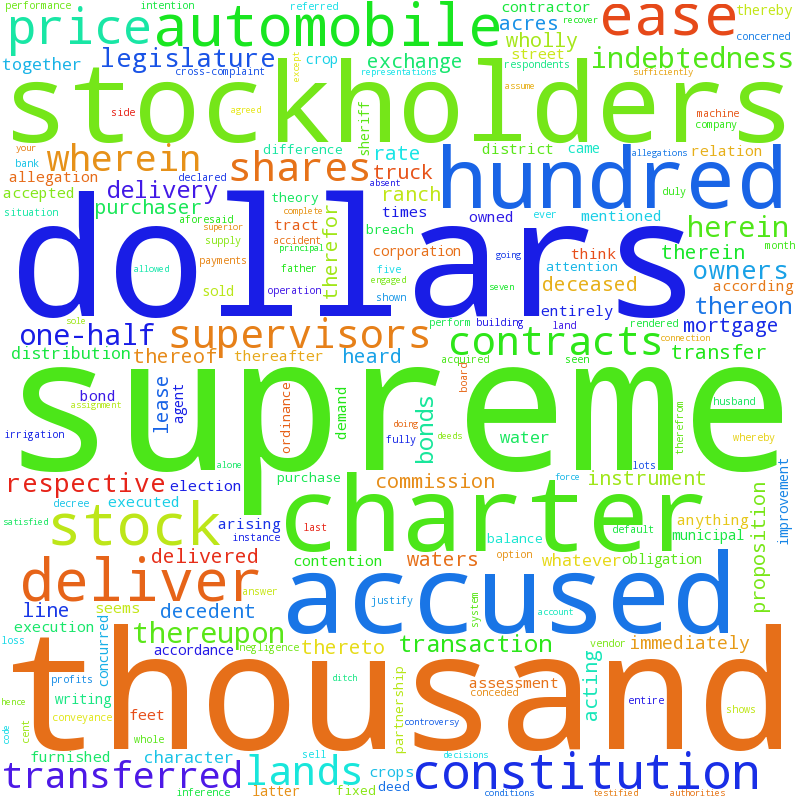 performance
intention
referred
contractor
thereby
price
automobile
ease
acres
recover
concerned
wholly
together
legislature
exchange
street
indebtedness
cross-complaint
crop
except
representations
respondents
sufficiently
stockholders
assume
side
agreed
sheriff
machine
company
your
wherein
difference
rate
district
came
allegations
relation
bank
shares
hundred
allegation
declared
truck
absent
duly
accepted
delivery
theory
ranch
mentioned
purchaser
complete
times
owned
ever
herein
situation
aforesaid
superior
tract
breach
month
supply
accident
therefor
corporation
think
therein
principal
dollars
payments
father
five
going
attention
owners
allowed
engaged
seven
deceased
according
sold
operation
shown
entirely
thereon
sole
one-half
supervisors
perform
building
land
rendered
mortgage
contracts
connection
distribution
thereof
thereafter
heard
acquired
seen
transfer
supreme
bond
lease
agent
ordinance
demand
board
husband
assignment
bonds
doing
deeds
therefrom
irrigation
fully
water
whereby
alone
lots
respective
election
purchase
commission
force
instrument
improvement
decree
executed
charter
satisfied
stock
arising
last
default
anything
instance
balance
option
municipal
proposition
delivered
contention
waters
whatever
obligation
deliver
answer
accused
line
seems
decedent
justify
system
account
loss
execution
concurred
thereupon
negligence
thereto
transaction
vendor
immediately
accordance
thousand
profits
ditch
partnership
conceded
assessment
acting
entire
hence
writing
code
cent
conveyance
feet
controversy
shows
whole
furnished
character
sell
decisions
transferred
lands
crops
constitution
inference
latter
fixed
deed
conditions
testified
authorities